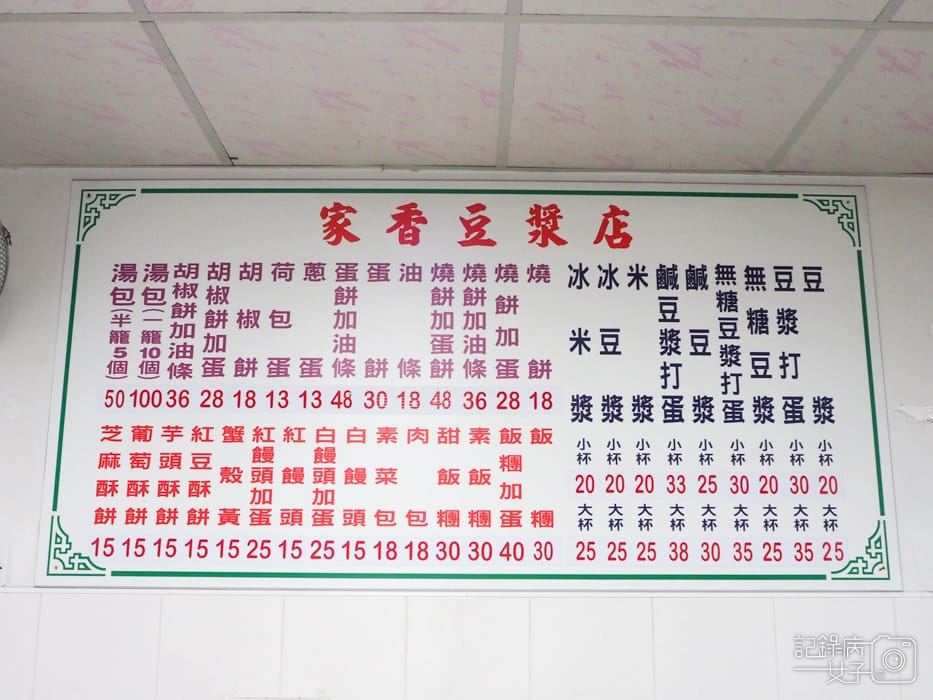 家香豆漿店
豆漿 小杯 20 大杯 25
豆漿打蛋 小杯 30 大杯 35
無糖豆漿 小杯 20 大杯 25
無糖豆漿打蛋 小杯 30 大杯 35
鹹豆漿 小杯 25 大杯 30
鹹豆漿打蛋 小杯 33 大杯 38
米漿 小杯 20 大杯 25
冰豆漿 小杯 20 大杯 25
冰米漿 小杯 20 大杯 25
燒餅 18
燒餅加蛋 28
燒餅加油條 36
燒餅加蛋餅 48
油條 18
蛋餅 30
蛋餅加油條 48
蔥蛋 13
荷包蛋 13
胡椒餅 18
胡椒餅加蛋 28
胡椒餅加油條 36
湯包(一籠10個) 100
湯包(半籠5個) 50
飯糰 30
飯糰加蛋 40
素飯糰 30
甜飯糰 30
肉包 18
素菜包 18
白饅頭 15
白饅頭加蛋 25
紅饅頭 15
紅饅頭加蛋 25
蟹殼黃 15
紅豆酥餅 15
芋頭酥餅 15
葡萄酥餅 15
芝麻酥餅 15
記錄病
女子